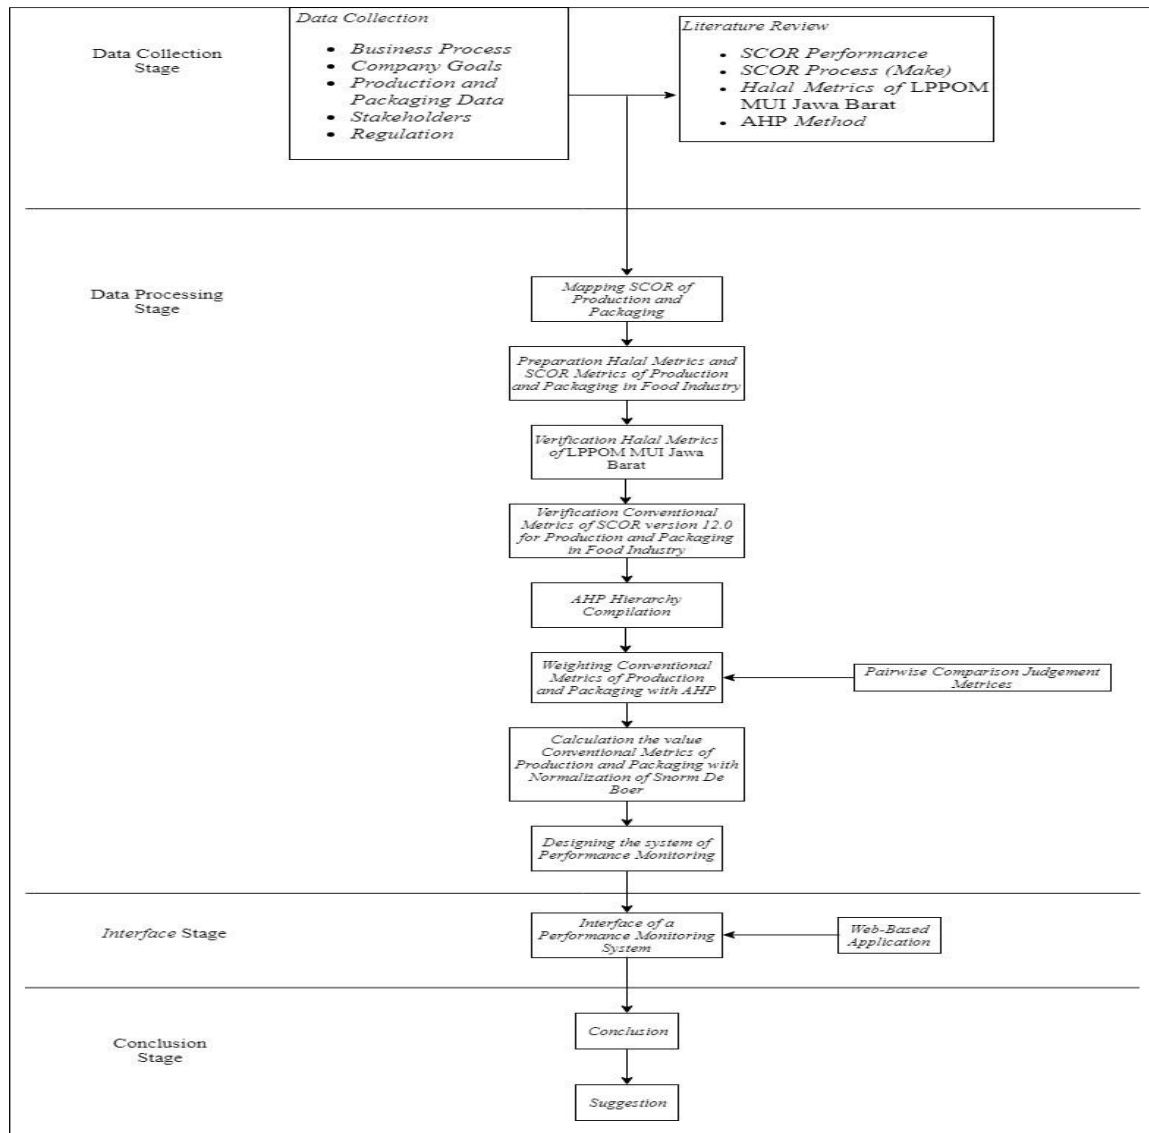 Data Collection
Stage
Data Collection
• Business Process
• Company Goals
• Production and
Packaging Data
• Stakeholders
• Regulation
Literature Review
• SCOR Performance
• SCOR Process (Make)
• Halal Metrics of LPPOM
MUI Jawa Barat
• AHP Method
Data Processing
Stage
Mapping SCOR of
Production and
Packaging
Preparation Halal Metrics and
SCOR Metrics of Production
and Packaging in Food Industry
Verification Halal Metrics
of LPPOM MUI Jawa
Barat
Verification Conventional
Metrics of SCOR version 12.0
for Production and Packaging
in Food Industry
AHP Hierarchy
Compilation
Weighting Conventional
Metrics of Production
and Packaging with AHP
Pairwise Comparison Judgement
Metrices
Calculation the value
Conventional Metrics of
Production and Packaging with
Normalization of Snorm De
Boer
Designing the system of
Performance Monitoring
Interface Stage
Interface of a
Performance Monitoring
System
Web-Based
Application
Conclusion
Stage
Conclusion
Suggestion